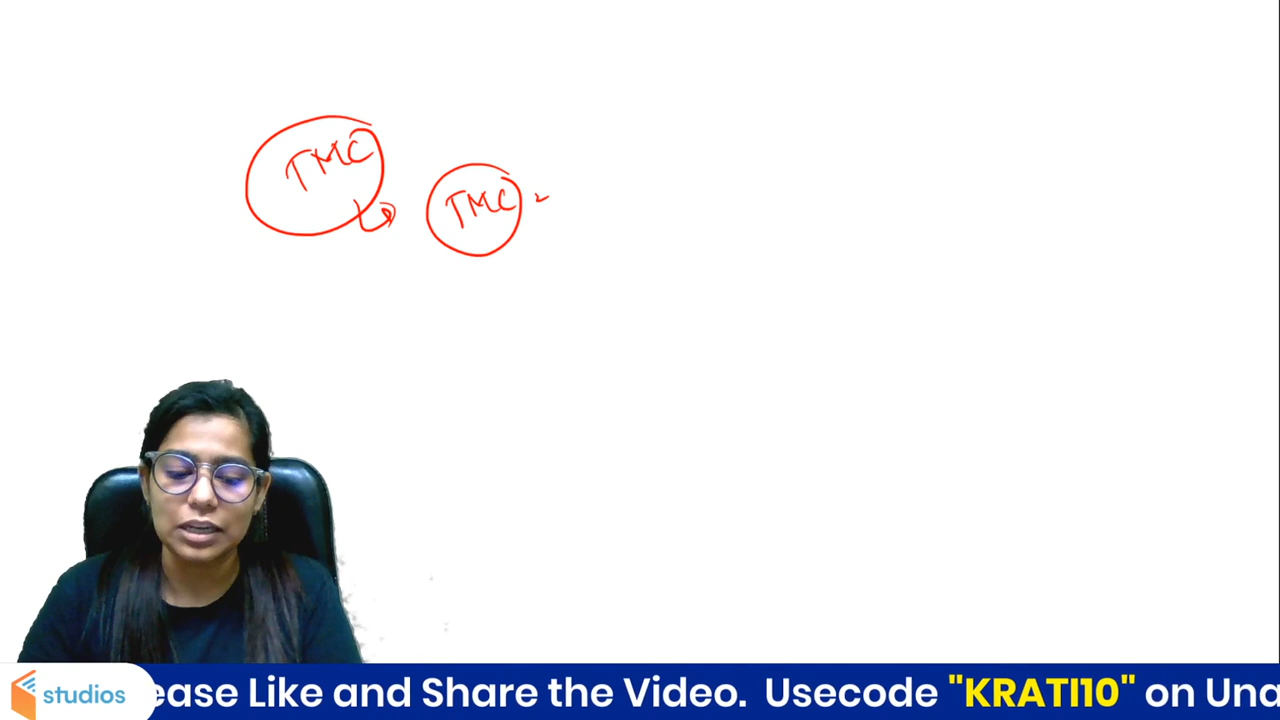 TMC
TMC
studios
ease Like and Share the Video. Usecode "KRATI10" on Una